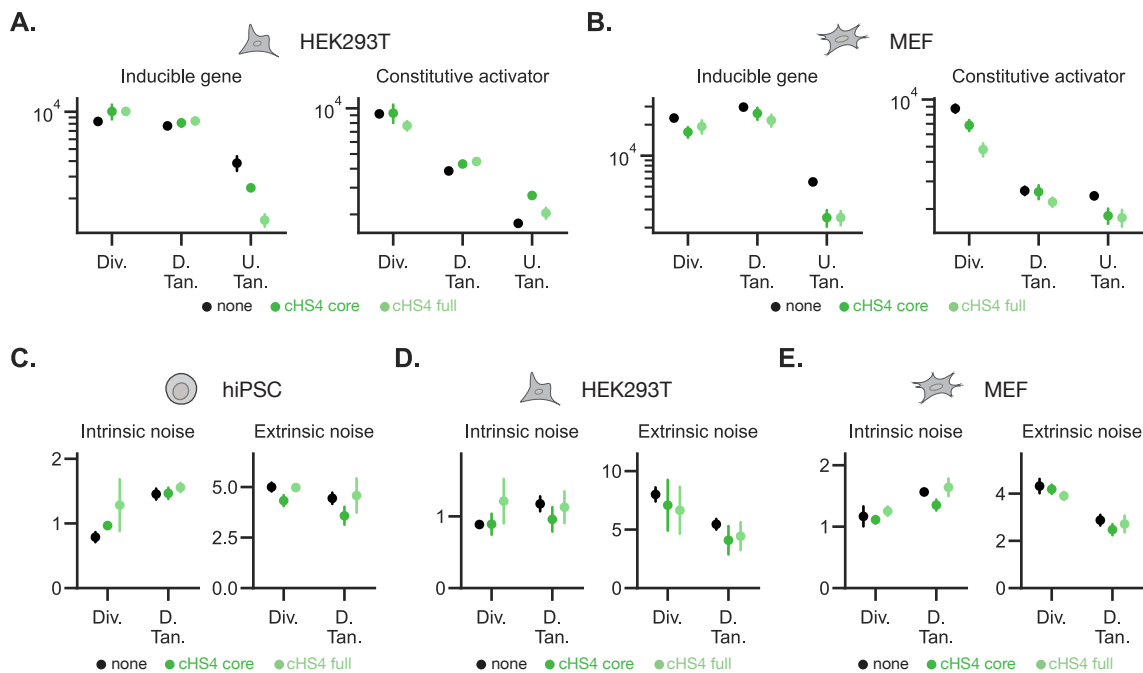 A.
HEK293T
Inducible gene
Constitutive activator
10^4
10^4
Div.
D.
Tan.
U.
Tan.
Div.
D.
Tan.
U.
Tan.
none
cHS4 core
cHS4 full
B.
MEF
Inducible gene
Constitutive activator
10^4
10^4
Div.
D.
Tan.
U.
Tan.
Div.
D.
Tan.
U.
Tan.
none
cHS4 core
cHS4 full
C.
hiPSC
Intrinsic noise
Extrinsic noise
2
1
0
5.0
2.5
0.0
Div.
D.
Tan.
Div.
D.
Tan.
none
cHS4 core
cHS4 full
D.
HEK293T
Intrinsic noise
Extrinsic noise
1
0
10
5
0
Div.
D.
Tan.
Div.
D.
Tan.
none
cHS4 core
cHS4 full
E.
MEF
Intrinsic noise
Extrinsic noise
2
1
0
4
2
0
Div.
D.
Tan.
Div.
D.
Tan.
none
cHS4 core
cHS4 full